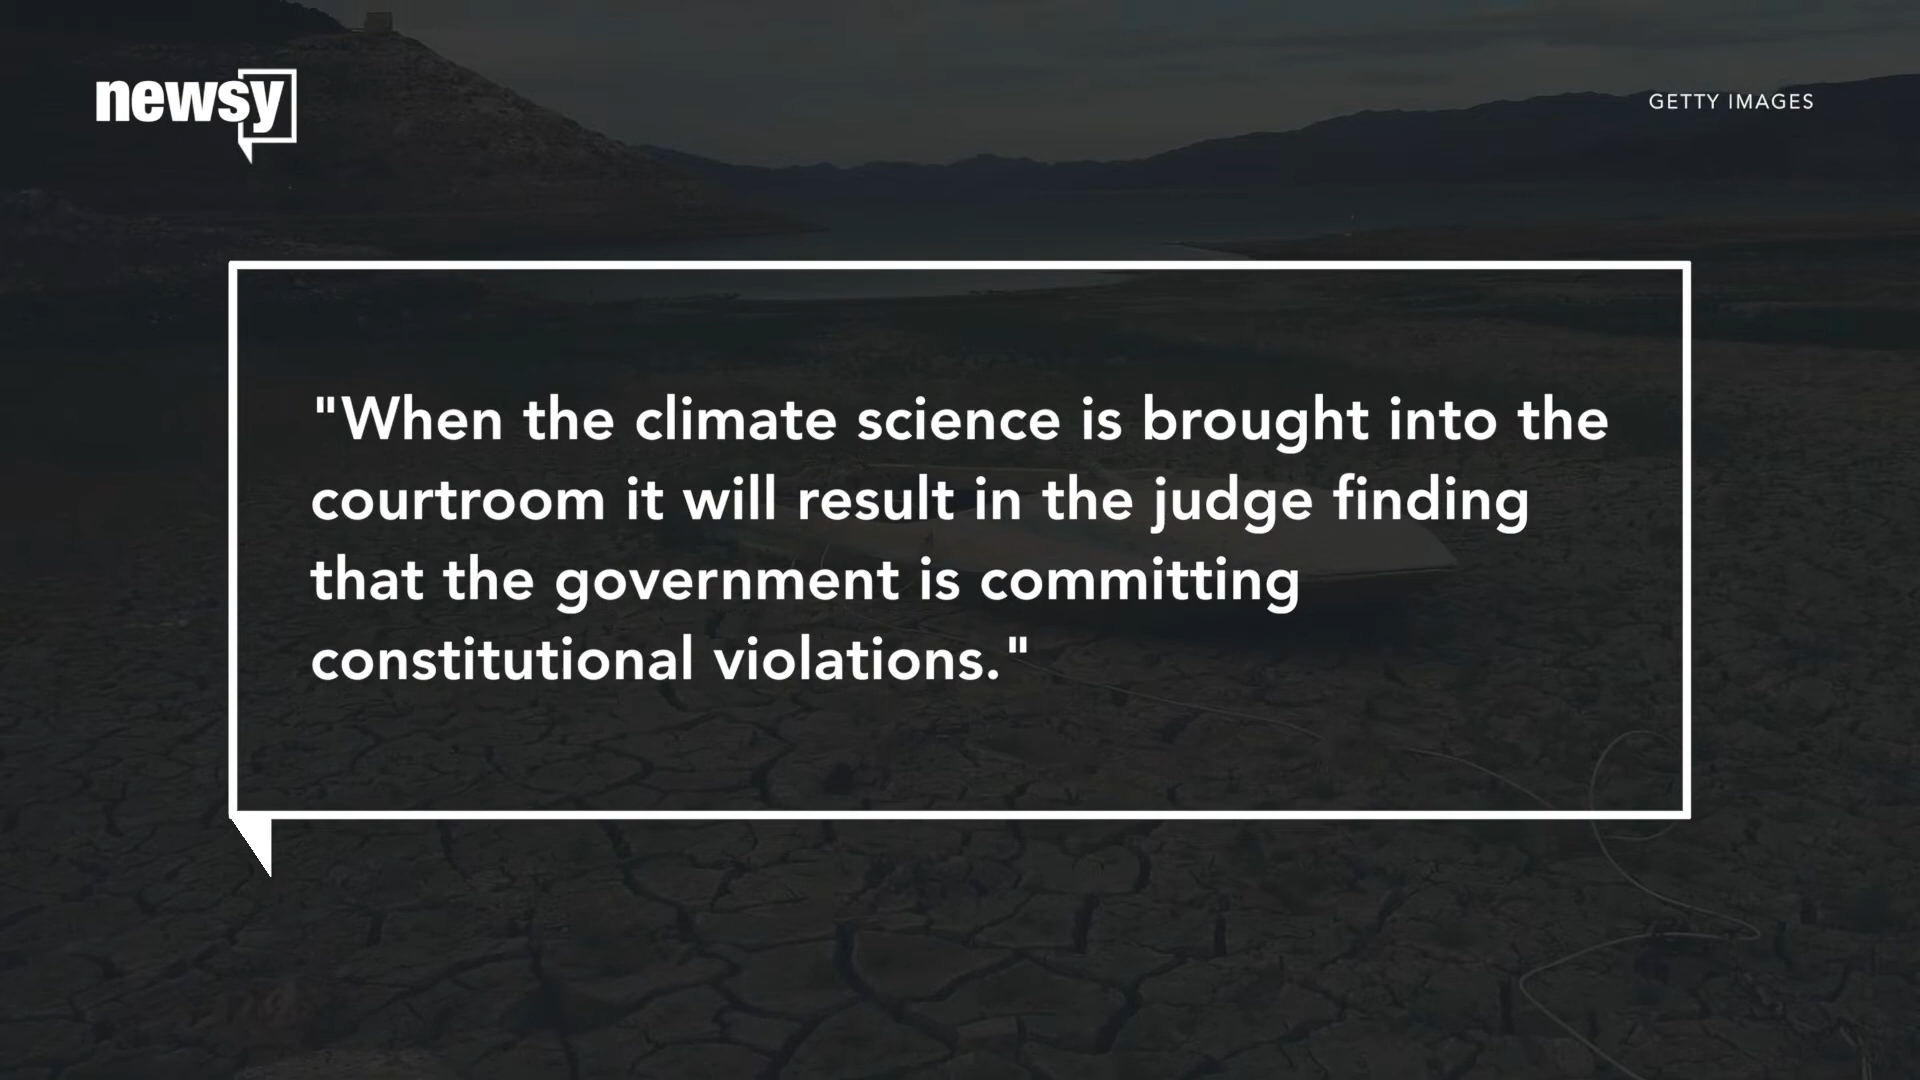 newsy
GETTY IMAGES
"When the climate science is brought into the
courtroom it will result in the judge finding
that the government is committing
constitutional violations."